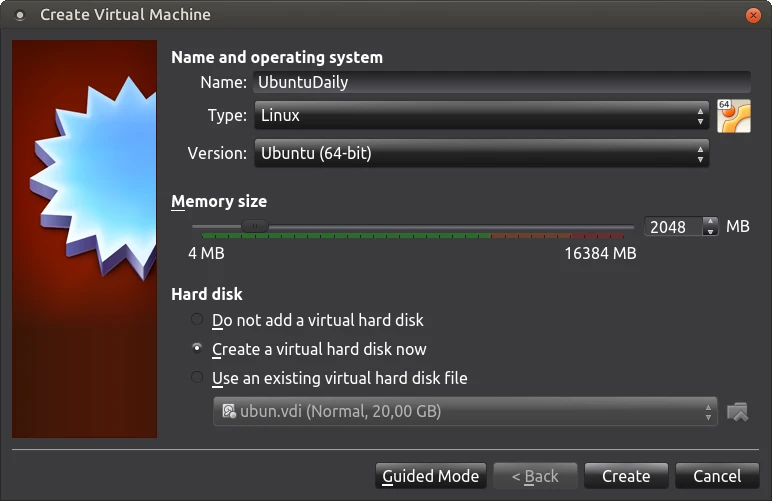 Create Virtual Machine
Name and operating system
Name: UbuntuDaily
Type: Linux
64
Version: Ubuntu (64-bit)
Memory size
2048 MB
4 MB 16384 MB
Hard disk
Do not add a virtual hard disk
Create a virtual hard disk now
Use an existing virtual hard disk file
ubun.vdi (Normal, 20,00 GB)
Guided Mode < Back Create Cancel